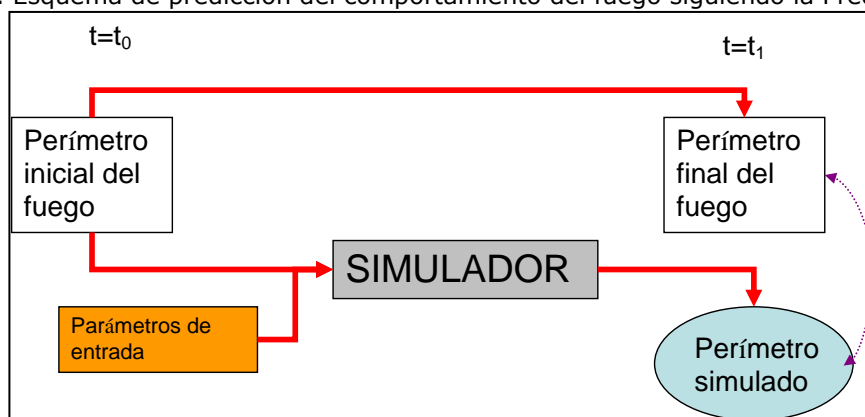 Esquema de predicción del comportamiento del fuego siguiendo la
t=t₀
t=t₁
Perímetro
inicial del
fuego
Perímetro
final del
fuego
SIMULADOR
Parámetros de
entrada
Perímetro
simulado